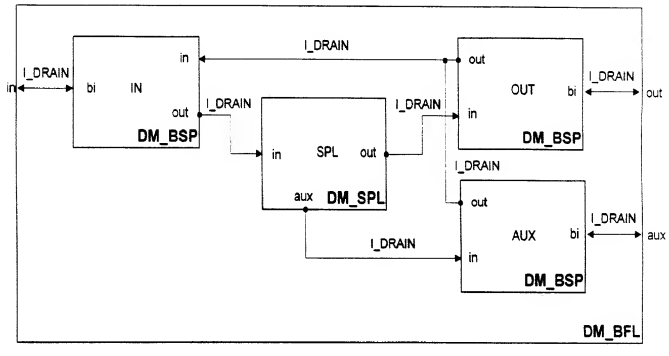 I_DRAIN
in
I_DRAIN
bi
IN
in
out
DM_BSP
I_DRAIN
in
SPL
out
aux
DM_SPL
I_DRAIN
out
OUT
bi
in
DM_BSP
I_DRAIN
out
I_DRAIN
out
AUX
bi
in
DM_BSP
I_DRAIN
aux
I_DRAIN
DM_BFL